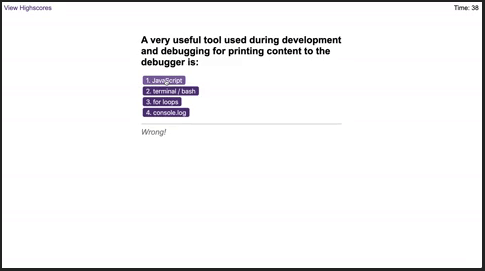 View Highscores
Time: 38
A very useful tool used during development
and debugging for printing content to the
debugger is:
1. JavaScript
2. terminal / bash
3. for loops
4. console.log
Wrong!